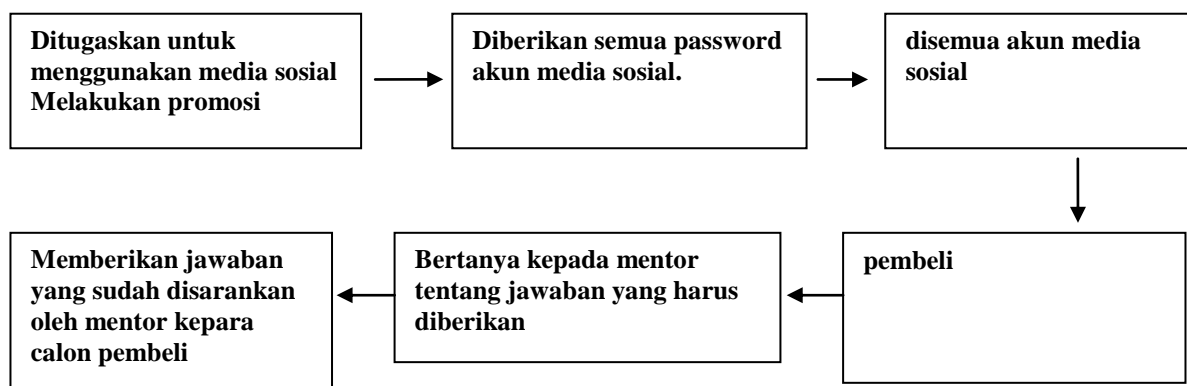 Ditugaskan untuk
menggunakan media sosial
Melakukan promosi
Diberikan semua password
akun media sosial.
disemua akun media
sosial
pembeli
Bertanya kepada mentor
tentang jawaban yang harus
diberikan
Memberikan jawaban
yang sudah disarankan
oleh mentor kepara
calon pembeli